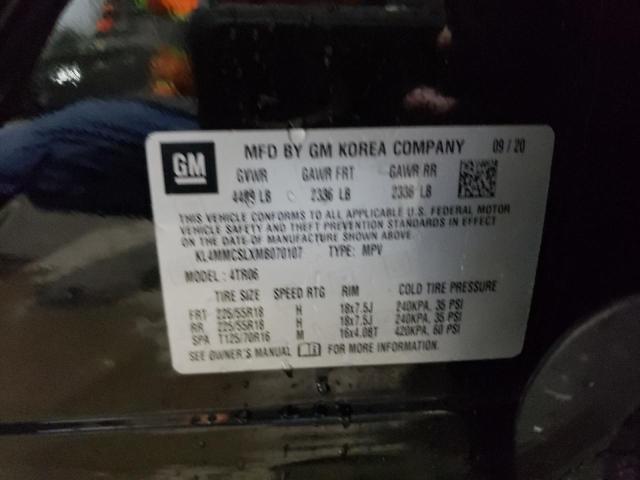 GM
MFD BY GM KOREA COMPANY 09/20
GVWR GAWR FRT GAWR RR
LB 2336 LB 2336 LB
THIS VEHICLE CONFORMS TO ALL APPLICABLE U.S. FEDERAL MOTOR
VEHICLE SAFETY AND THEFT PREVENTION STANDARDS IN EFFECT
ON THE DATE OF MANUFACTURE SHOWN ABOVE.
KL4MMCSLXMB070107 TYPE: MPV
MODEL: 4TR06
TIRE SIZE SPEED RTG RIM COLD TIRE PRESSURE
FRT 225/55R18 H 18x7.5J 240KPA, 35 PSI
RR 225/55R18 H 18x7.5J 240KPA, 35 PSI
SPA T125/70R16 M 16x4.0BT 420KPA, 60 PSI
SEE OWNER'S MANUAL FOR MORE INFORMATION.